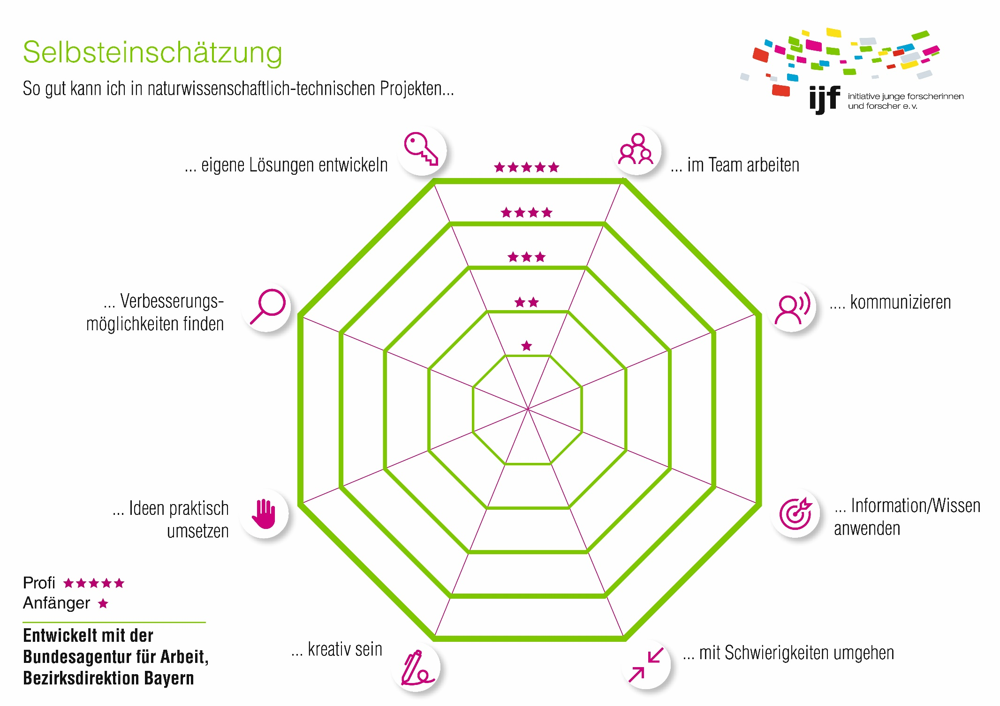 Selbsteinschätzung
So gut kann ich in naturwissenschaftlich-technischen Projekten...
ijf
initiative junge forscherinnen
und forscher e. v.
... eigene Lösungen entwickeln
... im Team arbeiten
... Verbesserungs-
möglichkeiten finden
.... kommunizieren
... Ideen praktisch
umsetzen
... Information/Wissen
anwenden
Profi ★★★★★
Anfänger ★
... kreativ sein
... mit Schwierigkeiten umgehen
Entwickelt mit der
Bundesagentur für Arbeit,
Bezirksdirektion Bayern